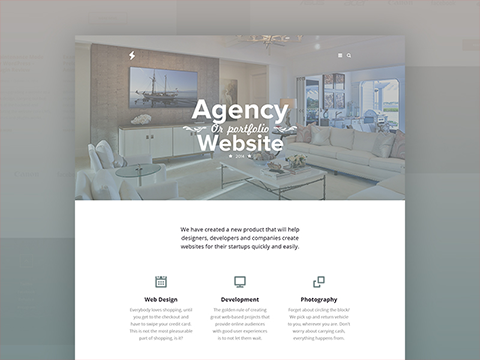 Agency
Or portfolio
Website
2014
We have created a new product that will help
designers, developers and companies create
websites for their startups quickly and easily.
Web Design
Development
Photography
Everybody loves shopping, until
you get to the checkout and
have to swipe your credit card.
This is not the most pleasurable
part of shopping, is it?
The golden rule of creating
great web-based projects that
provide online audiences
with good user experiences
is to not let them wait.
Forget about circling the block!
We pick up and return vehicle
to you, wherever you are. Don't
worry about carrying cash,
everything happens from.